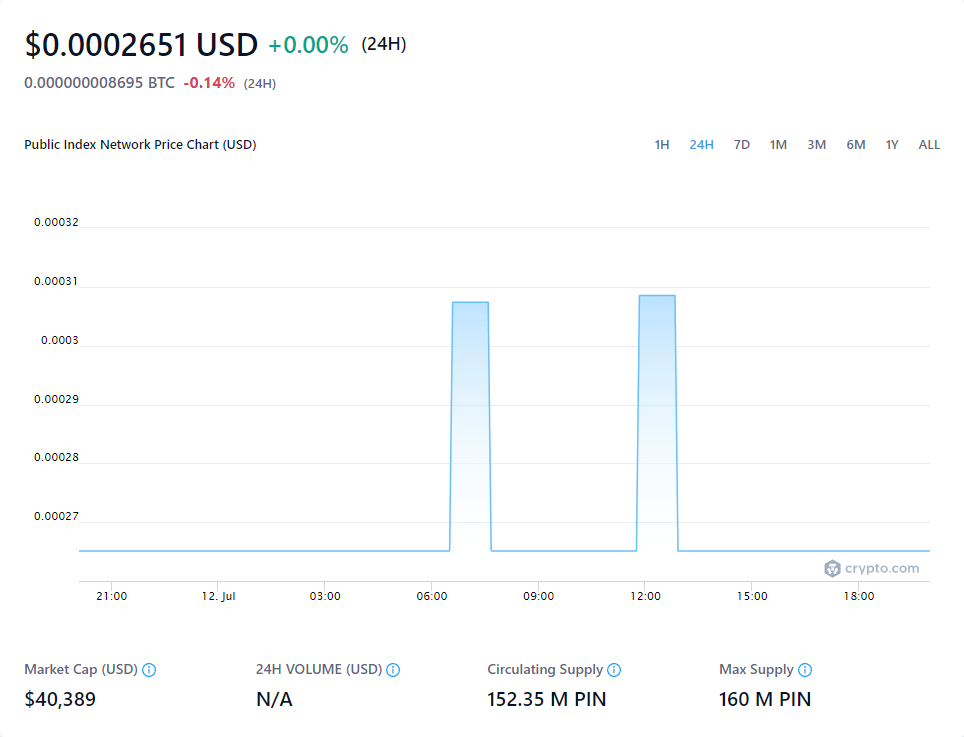 $0.0002651 USD +0.00% (24H)
0.000000008695 BTC -0.14% (24H)
Public Index Network Price Chart (USD) 1H 24H 7D 1M 3M 6M 1Y ALL
0.00032
0.00031
0.0003
0.00029
0.00028
0.00027
crypto.com
21:00 12. Jul 03:00 06:00 09:00 12:00 15:00 18:00
Market Cap (USD) 24H VOLUME (USD) Circulating Supply Max Supply
$40,389 N/A 152.35 M PIN 160 M PIN